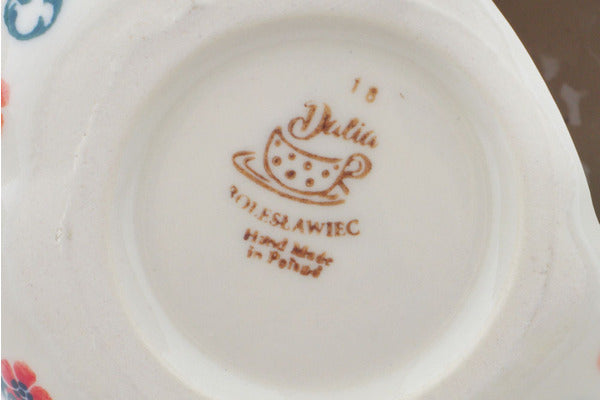 18
Dalia
BOLESŁAWIEC
Hand Made
in Poland